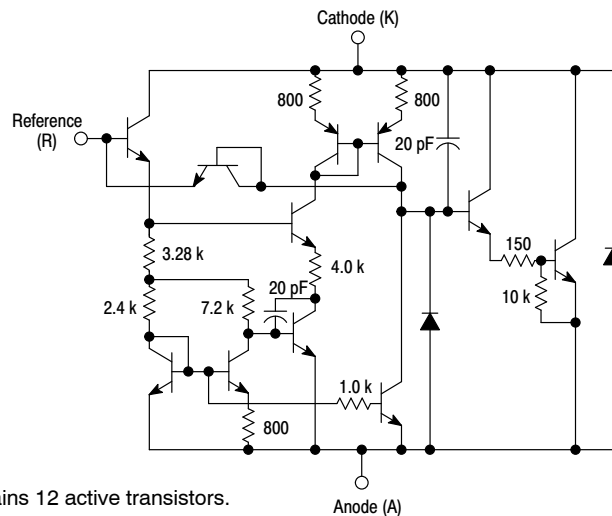 Cathode (K)
800
800
Reference
(R)
20 pF
3.28 k
4.0 k
150
2.4 k
7.2 k
20 pF
10 k
1.0 k
800
ains 12 active transistors.
Anode (A)